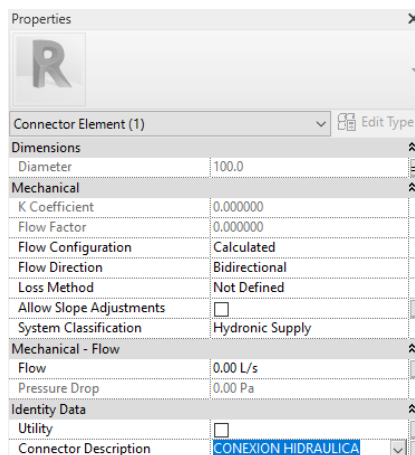 Properties
R
Connector Element (1)
Edit Type
Dimensions
Diameter 100.0
Mechanical
K Coefficient 0.000000
Flow Factor 0.000000
Flow Configuration Calculated
Flow Direction Bidirectional
Loss Method Not Defined
Allow Slope Adjustments
System Classification Hydronic Supply
Mechanical - Flow
Flow 0.00 L/s
Pressure Drop 0.00 Pa
Identity Data
Utility
Connector Description CONEXION HIDRAULICA